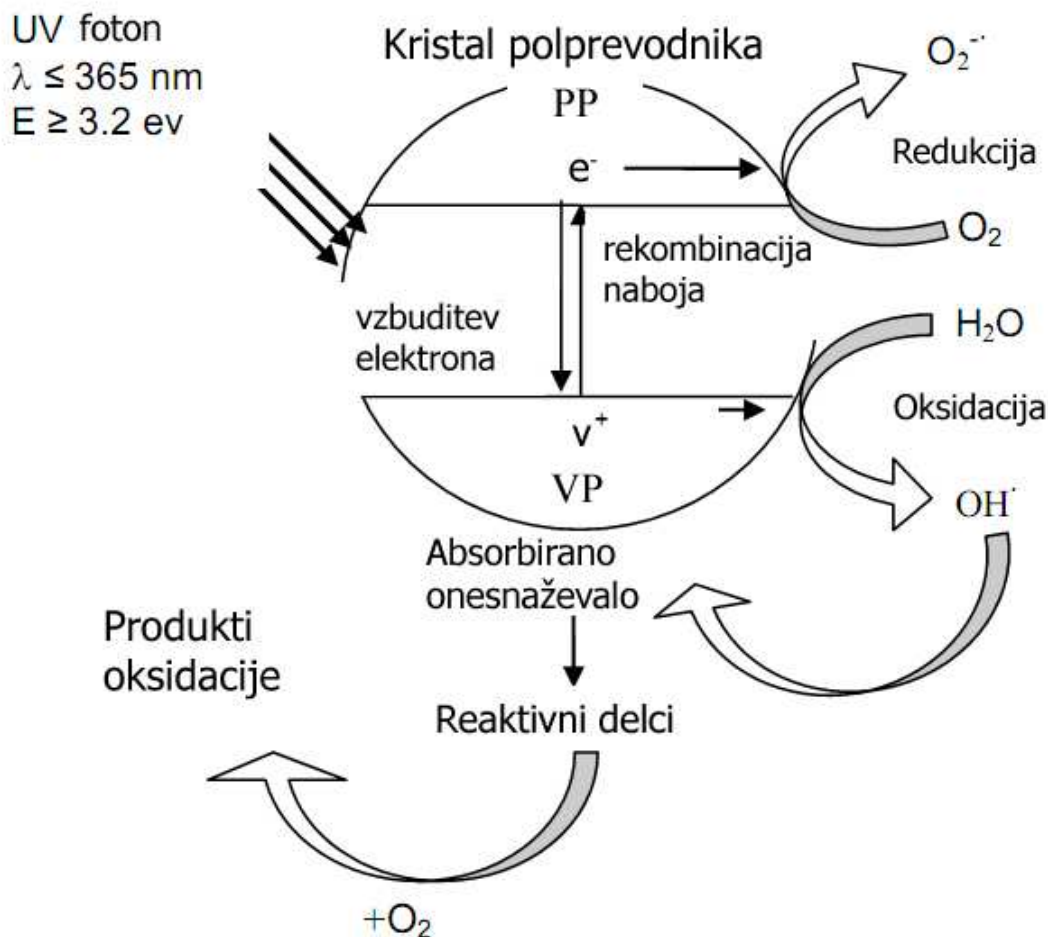 UV foton
λ ≤ 365 nm
E ≥ 3.2 ev
Kristal polprevodnika
PP
e⁻
O₂⁻˙
Redukcija
O₂
rekombinacija
naboja
vzbuditev
elektrona
H₂O
Oksidacija
v⁺
VP
OH˙
Absorbirano
onesnaževalo
Produkti
oksidacije
Reaktivni delci
+O₂